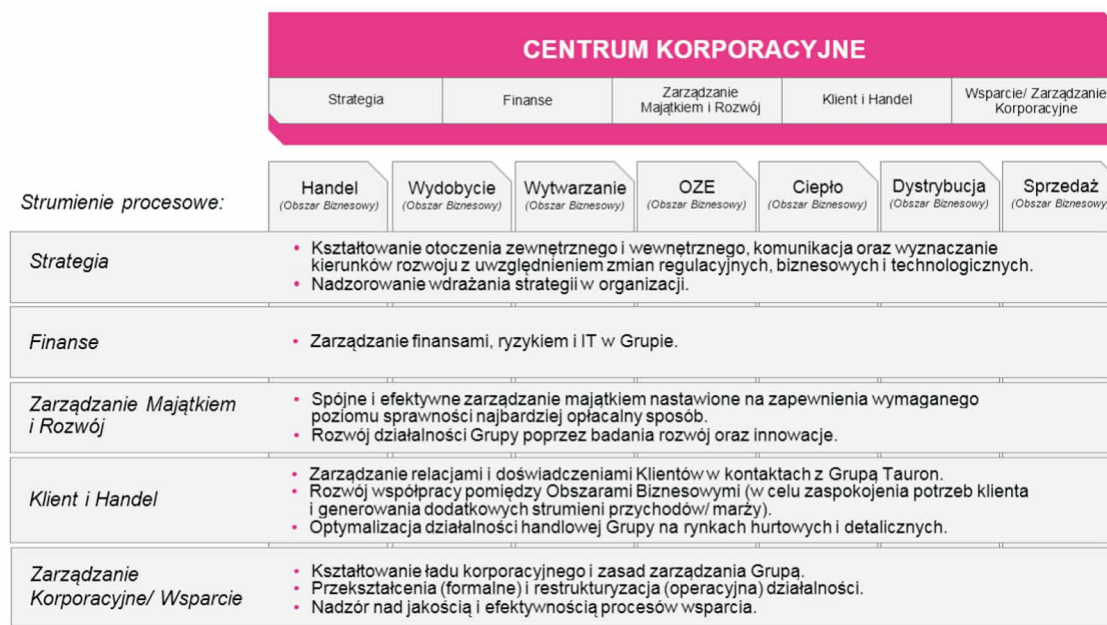 CENTRUM KORPORACYJNE
Strategia
Finanse
Zarządzanie
Majątkiem i Rozwój
Klient i Handel
Wsparcie/ Zarządzanie
Korporacyjne
Strumienie procesowe:
Handel
(Obszar Biznesowy)
Wydobycie
(Obszar Biznesowy)
Wytwarzanie
(Obszar Biznesowy)
OZE
(Obszar Biznesowy)
Ciepło
(Obszar Biznesowy)
Dystrybucja
(Obszar Biznesowy)
Sprzedaż
(Obszar Biznesowy)
Strategia
• Kształtowanie otoczenia zewnętrznego i wewnętrznego, komunikacja oraz wyznaczanie
kierunków rozwoju z uwzględnieniem zmian regulacyjnych, biznesowych i technologicznych.
• Nadzorowanie wdrażania strategii w organizacji.
Finanse
• Zarządzanie finansami, ryzykiem i IT w Grupie.
Zarządzanie Majątkiem
i Rozwój
• Spójne i efektywne zarządzanie majątkiem nastawione na zapewnienia wymaganego
poziomu sprawności najbardziej opłacalny sposób.
• Rozwój działalności Grupy poprzez badania rozwój oraz innowacje.
Klient i Handel
• Zarządzanie relacjami i doświadczeniami Klientów w kontaktach z Grupą Tauron.
• Rozwój współpracy pomiędzy Obszarami Biznesowymi (w celu zaspokojenia potrzeb klienta
i generowania dodatkowych strumieni przychodów/ marży).
• Optymalizacja działalności handlowej Grupy na rynkach hurtowych i detalicznych.
Zarządzanie
Korporacyjne/ Wsparcie
• Kształtowanie ładu korporacyjnego i zasad zarządzania Grupą.
• Przekształcenia (formalne) i restrukturyzacja (operacyjna) działalności.
• Nadzór nad jakością i efektywnością procesów wsparcia.